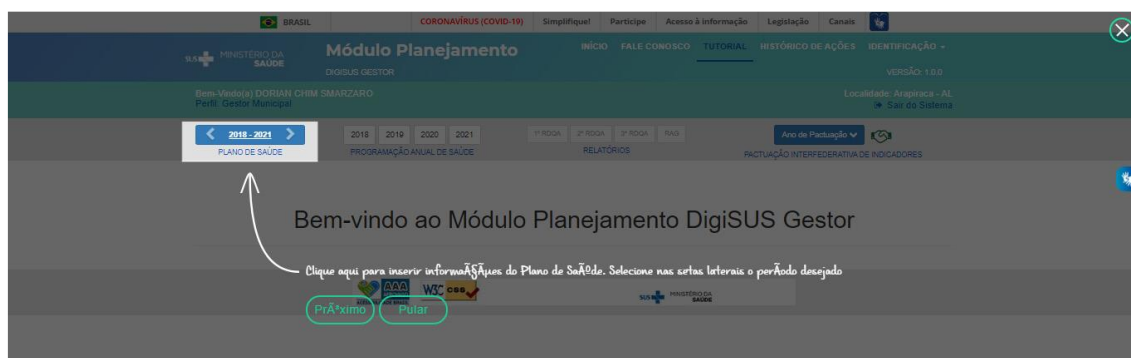 BRASIL CORONAVÍRUS (COVID-19) Simplifique! Participe Acesso à informação Legislação Canais
SUS MINISTÉRIO DA SAÚDE
Módulo Planejamento
DIGISUS GESTOR
INÍCIO FALE CONOSCO TUTORIAL HISTÓRICO DE AÇÕES IDENTIFICAÇÃO
VERSÃO: 1.0.0
Bem-Vindo(a) DORIAN CHIM SMARZARO
Perfil: Gestor Municipal
Localidade: Arapiraca - AL
Sair do Sistema
2018 - 2021
PLANO DE SAÚDE
2018 2019 2020 2021
PROGRAMAÇÃO ANUAL DE SAÚDE
1º RDQA 2º RDQA 3º RDQA RAG
RELATÓRIOS
Ano de Pactuação
PACTUAÇÃO INTERFEDERATIVA DE INDICADORES
Bem-vindo ao Módulo Planejamento DigiSUS Gestor
Clique aqui para inserir informaÃ§Ãµes do Plano de SaÃºde. Selecione nas setas laterais o perÃ­odo desejado
AAA
W3C css
SUS MINISTÉRIO DA SAÚDE
PrÃ³ximo Pular